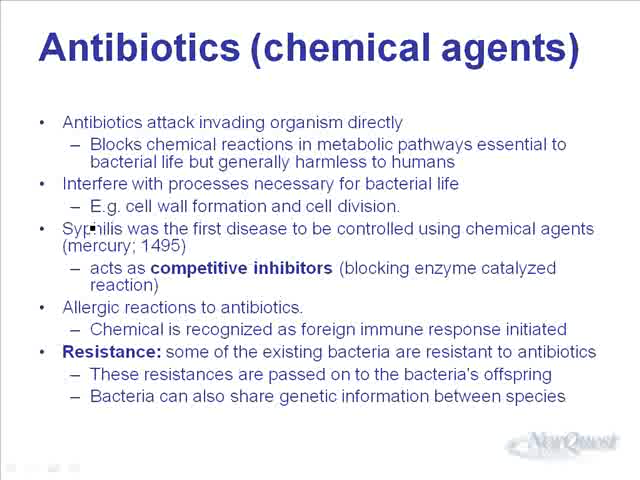 Antibiotics (chemical agents)
• Antibiotics attack invading organism directly
– Blocks chemical reactions in metabolic pathways essential to
bacterial life but generally harmless to humans
• Interfere with processes necessary for bacterial life
– E.g. cell wall formation and cell division.
• Syphilis was the first disease to be controlled using chemical agents
(mercury; 1495)
– acts as competitive inhibitors (blocking enzyme catalyzed
reaction)
• Allergic reactions to antibiotics.
– Chemical is recognized as foreign immune response initiated
• Resistance: some of the existing bacteria are resistant to antibiotics
– These resistances are passed on to the bacteria's offspring
– Bacteria can also share genetic information between species
NorQuest